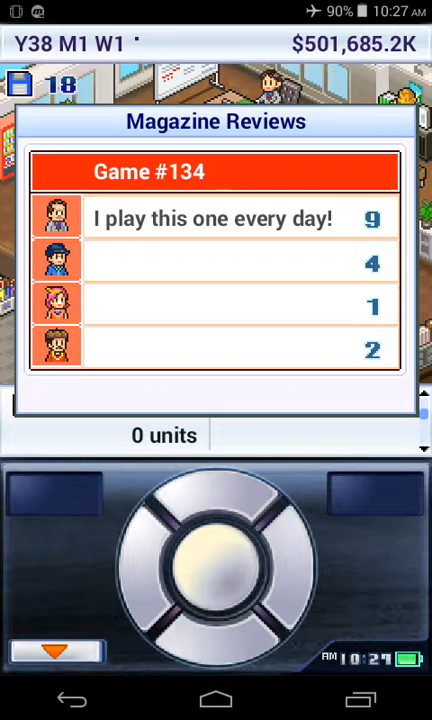 90% 10:27 AM
Y38 M1 W1 $501,685.2K
18
Magazine Reviews
Game #134
I play this one every day! 9
4
1
2
0 units
AM 10:27